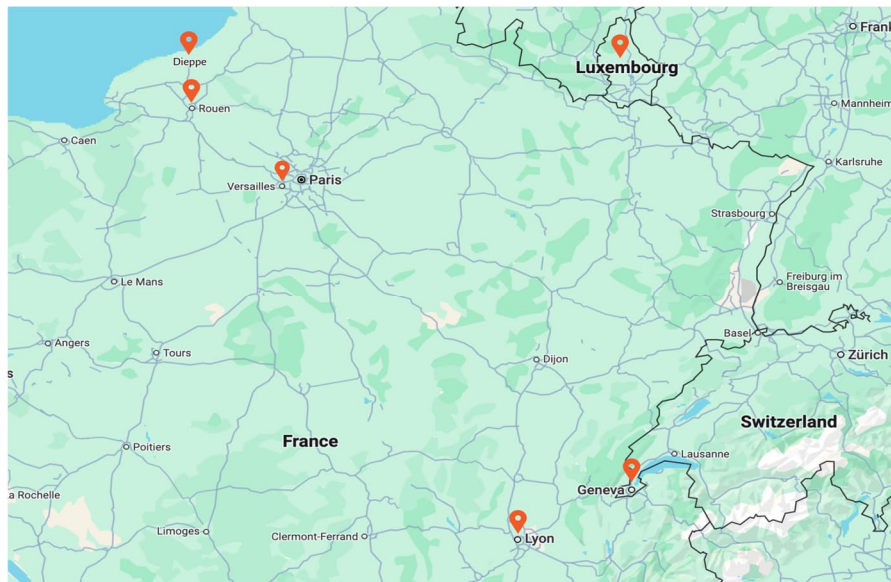 Frank
Luxembourg
Dieppe
Mannheim
Rouen
Caen
Karlsruhe
Versailles
Paris
Strasbourg
Le Mans
Freiburg im
Breisgau
Basel
Angers
Tours
Dijon
Zürich
s
Switzerland
France
Poitiers
Lausanne
Geneva
a Rochelle
Limoges
Clermont-Ferrand
Lyon